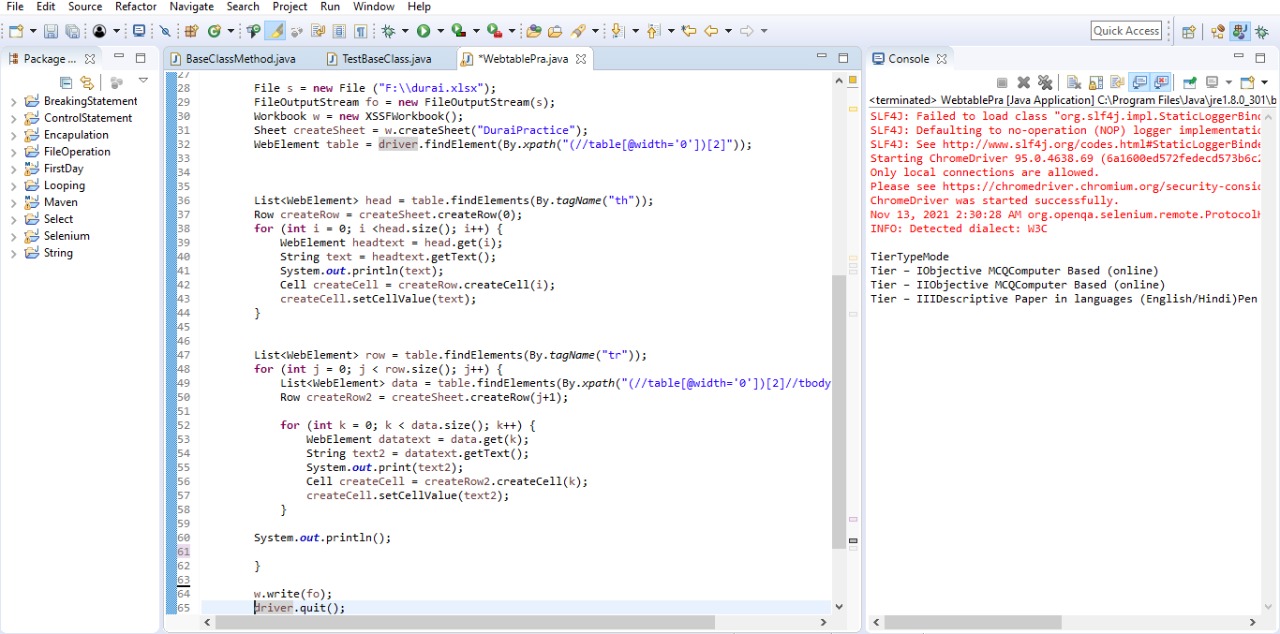 File Edit Source Refactor Navigate Search Project Run Window Help
Quick Access
Package...
BreakingStatement
ControlStatement
Encapulation
FileOperation
FirstDay
Looping
Maven
Select
Selenium
String
BaseClassMethod.java TestBaseClass.java *WebtablePra.java
27
28 File s = new File ("F:\\durai.xlsx");
29 FileOutputStream fo = new FileOutputStream(s);
30 Workbook w = new XSSFWorkbook();
31 Sheet createSheet = w.createSheet("DuraiPractice");
32 WebElement table = driver.findElement(By.xpath("(//table[@width='0'])[2]"));
33
34
35
36 List<WebElement> head = table.findElements(By.tagName("th"));
37 Row createRow = createSheet.createRow(0);
38 for (int i = 0; i <head.size(); i++) {
39 WebElement headtext = head.get(i);
40 String text = headtext.getText();
41 System.out.println(text);
42 Cell createCell = createRow.createCell(i);
43 createCell.setCellValue(text);
44 }
45
46
47 List<WebElement> row = table.findElements(By.tagName("tr"));
48 for (int j = 0; j < row.size(); j++) {
49 List<WebElement> data = table.findElements(By.xpath("(//table[@width='0'])[2]//tbody
50 Row createRow2 = createSheet.createRow(j+1);
51
52 for (int k = 0; k < data.size(); k++) {
53 WebElement datatext = data.get(k);
54 String text2 = datatext.getText();
55 System.out.print(text2);
56 Cell createCell = createRow2.createCell(k);
57 createCell.setCellValue(text2);
58 }
59
60 System.out.println();
61
62 }
63
64 w.write(fo);
65 driver.quit();
Console
<terminated> WebtablePra [Java Application] C:\Program Files\Java\jre1.8.0_301\b
SLF4J: Failed to load class "org.slf4j.impl.StaticLoggerBind
SLF4J: Defaulting to no-operation (NOP) logger implementatio
SLF4J: See http://www.slf4j.org/codes.html#StaticLoggerBinde
Starting ChromeDriver 95.0.4638.69 (6a1600ed572fedecd573b6c2
Only local connections are allowed.
Please see https://chromedriver.chromium.org/security-consid
ChromeDriver was started successfully.
Nov 13, 2021 2:30:28 AM org.openqa.selenium.remote.ProtocolH
INFO: Detected dialect: W3C
TierTypeMode
Tier – IObjective MCQComputer Based (online)
Tier – IIObjective MCQComputer Based (online)
Tier – IIIDescriptive Paper in languages (English/Hindi)Pen